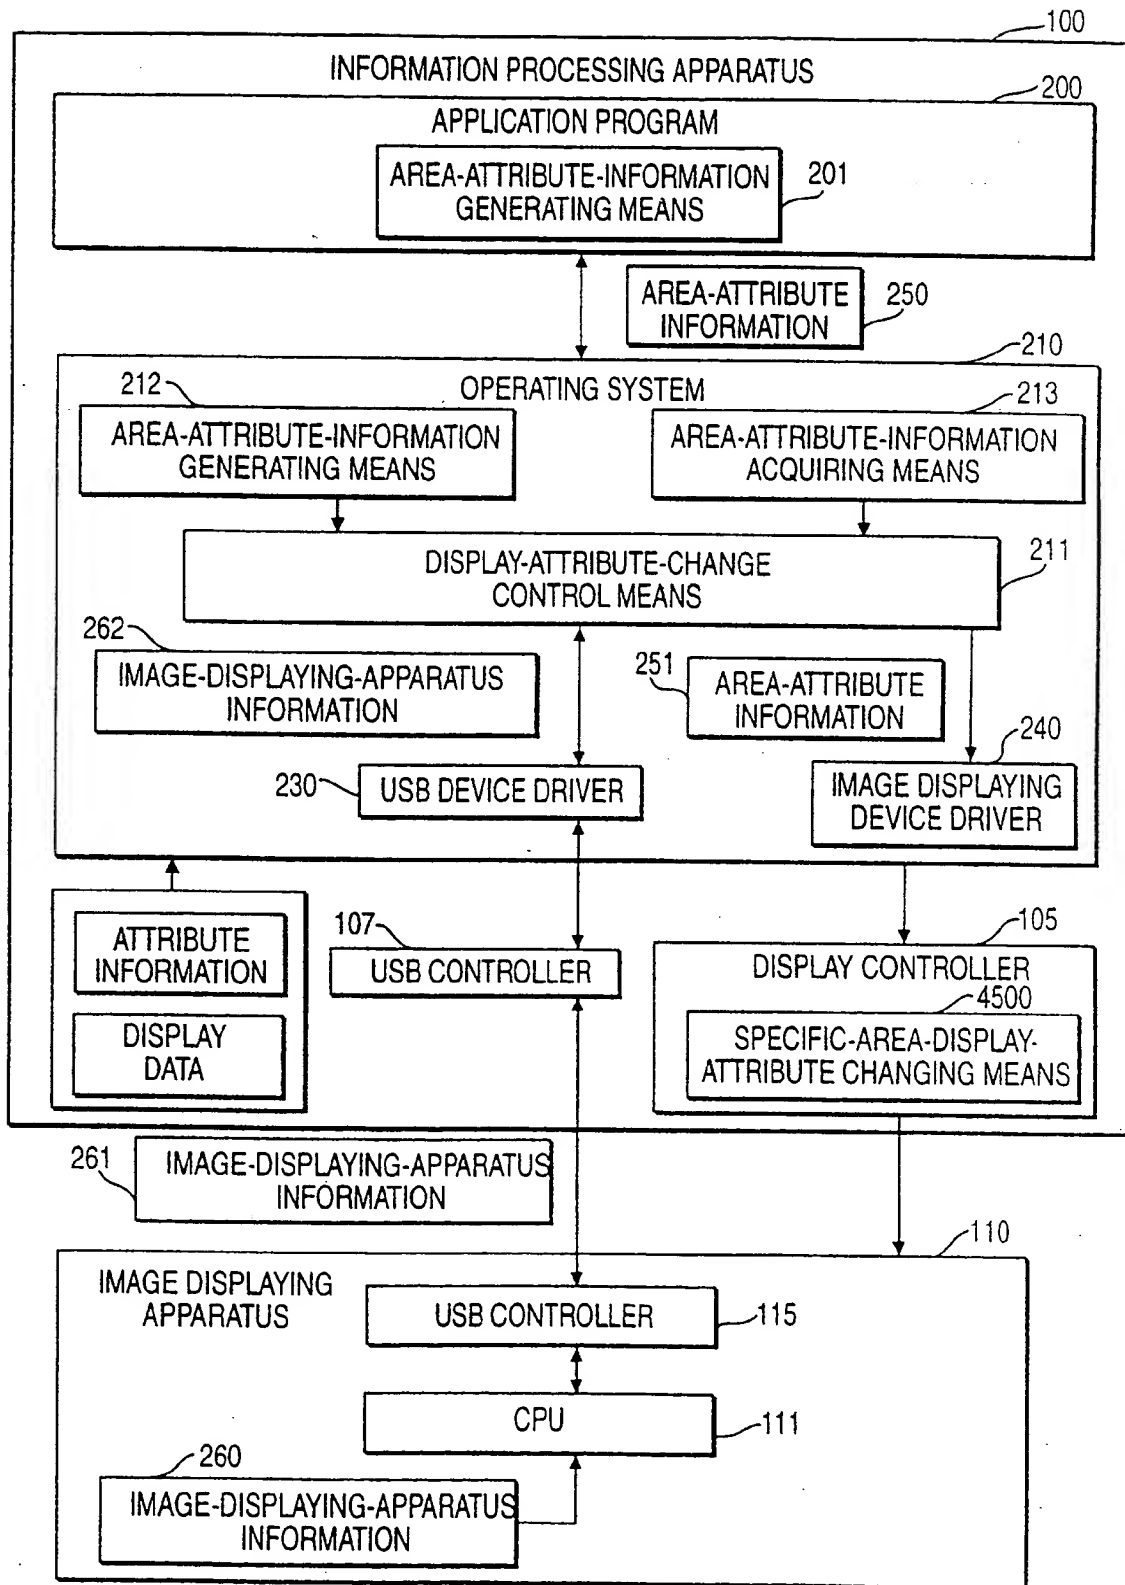 100
INFORMATION PROCESSING APPARATUS
200
APPLICATION PROGRAM
AREA-ATTRIBUTE-INFORMATION
GENERATING MEANS
201
AREA-ATTRIBUTE
INFORMATION
250
210
OPERATING SYSTEM
212
213
AREA-ATTRIBUTE-INFORMATION
GENERATING MEANS
AREA-ATTRIBUTE-INFORMATION
ACQUIRING MEANS
DISPLAY-ATTRIBUTE-CHANGE
CONTROL MEANS
211
262
IMAGE-DISPLAYING-APPARATUS
INFORMATION
251
AREA-ATTRIBUTE
INFORMATION
240
230
USB DEVICE DRIVER
IMAGE DISPLAYING
DEVICE DRIVER
ATTRIBUTE
INFORMATION
DISPLAY
DATA
107
USB CONTROLLER
105
DISPLAY CONTROLLER
4500
SPECIFIC-AREA-DISPLAY-
ATTRIBUTE CHANGING MEANS
261
IMAGE-DISPLAYING-APPARATUS
INFORMATION
110
IMAGE DISPLAYING
APPARATUS
USB CONTROLLER
115
CPU
111
260
IMAGE-DISPLAYING-APPARATUS
INFORMATION